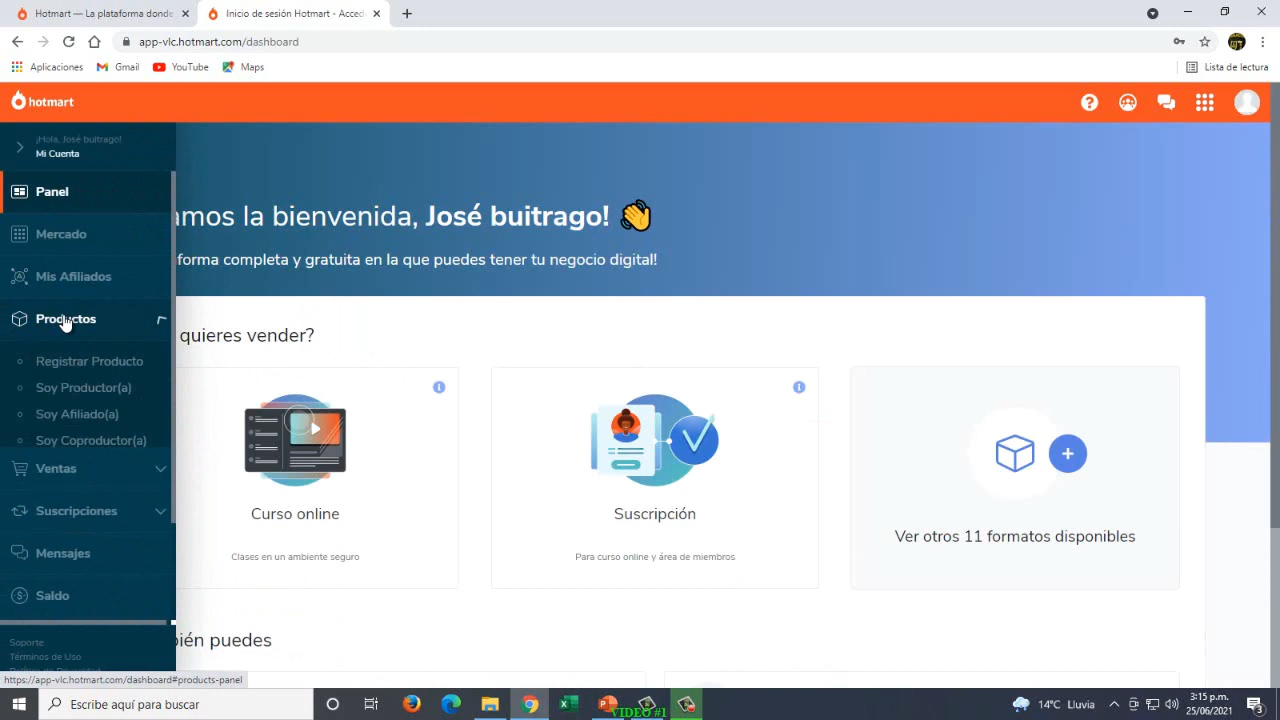 Hotmart — La plataforma donde
Inicio de sesión Hotmart - Acced
app-vlc.hotmart.com/dashboard
Aplicaciones
Gmail
YouTube
Maps
Lista de lectura
hotmart
¡Hola, José buitrago!
Mi Cuenta
Panel
Mercado
Mis Afiliados
Productos
Registrar Producto
Soy Productor(a)
Soy Afiliado(a)
Soy Coproductor(a)
Ventas
Suscripciones
Mensajes
Saldo
Soporte
Términos de Uso
Política de Privacidad
amos la bienvenida, José buitrago! 👋
forma completa y gratuita en la que puedes tener tu negocio digital!
quieres vender?
Curso online
Clases en un ambiente seguro
Suscripción
Para curso online y área de miembros
Ver otros 11 formatos disponibles
bién puedes
https://app-vlc.hotmart.com/dashboard#products-panel
Escribe aquí para buscar
VIDEO #1
14°C Lluvia
3:15 p.m.
25/06/2021
3